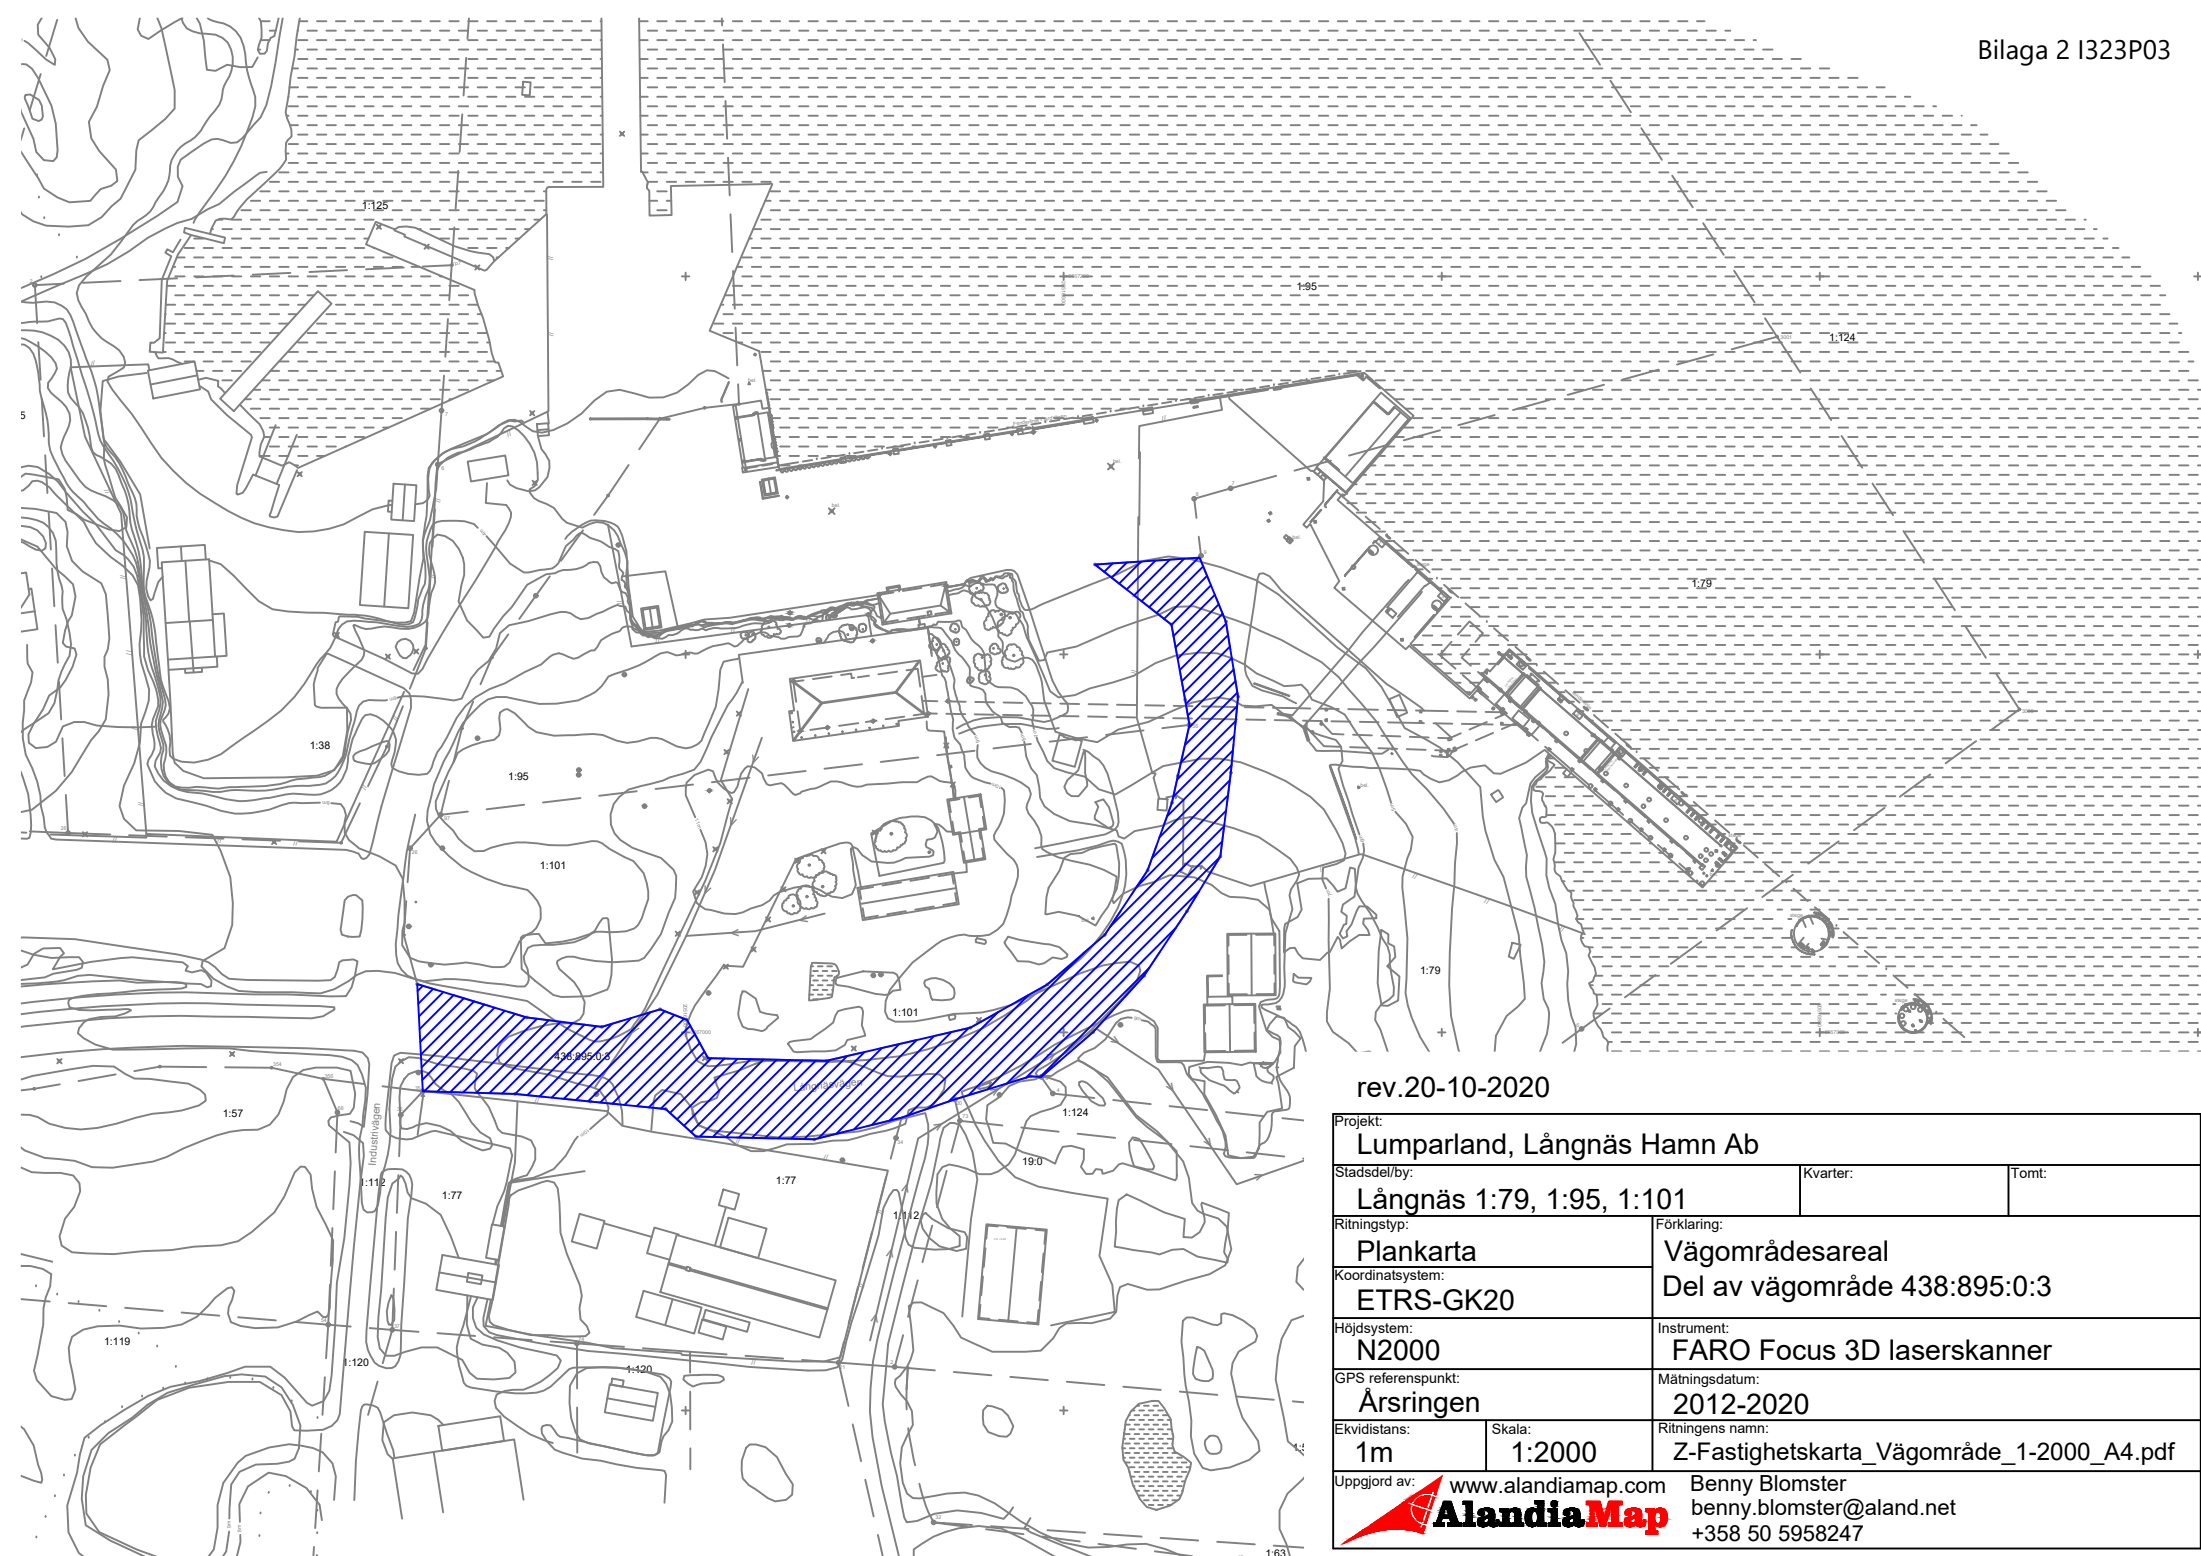 Bilaga 2 I323P03
1:125
1:95
1:124
1:79
1:38
1:95
1:101
1:79
1:101
438:895:0:3
Långnäsvägen
1:57
1:124
Industrivägen
19:0
1:112
1:77
1:77
1:112
1:119
1:120
1:120
1:63
rev.20-10-2020
Projekt:
Lumparland, Långnäs Hamn Ab
Stadsdel/by:
Kvarter:
Tomt:
Långnäs 1:79, 1:95, 1:101
Ritningstyp:
Förklaring:
Plankarta
Vägområdesareal
Koordinatsystem:
Del av vägområde 438:895:0:3
ETRS-GK20
Höjdsystem:
Instrument:
N2000
FARO Focus 3D laserskanner
GPS referenspunkt:
Mätningsdatum:
Årsringen
2012-2020
Ekvidistans:
Skala:
Ritningens namn:
1m
1:2000
Z-Fastighetskarta_Vägområde_1-2000_A4.pdf
Uppgjord av:
www.alandiamap.com
Benny Blomster
AlandiaMap
benny.blomster@aland.net
+358 50 5958247